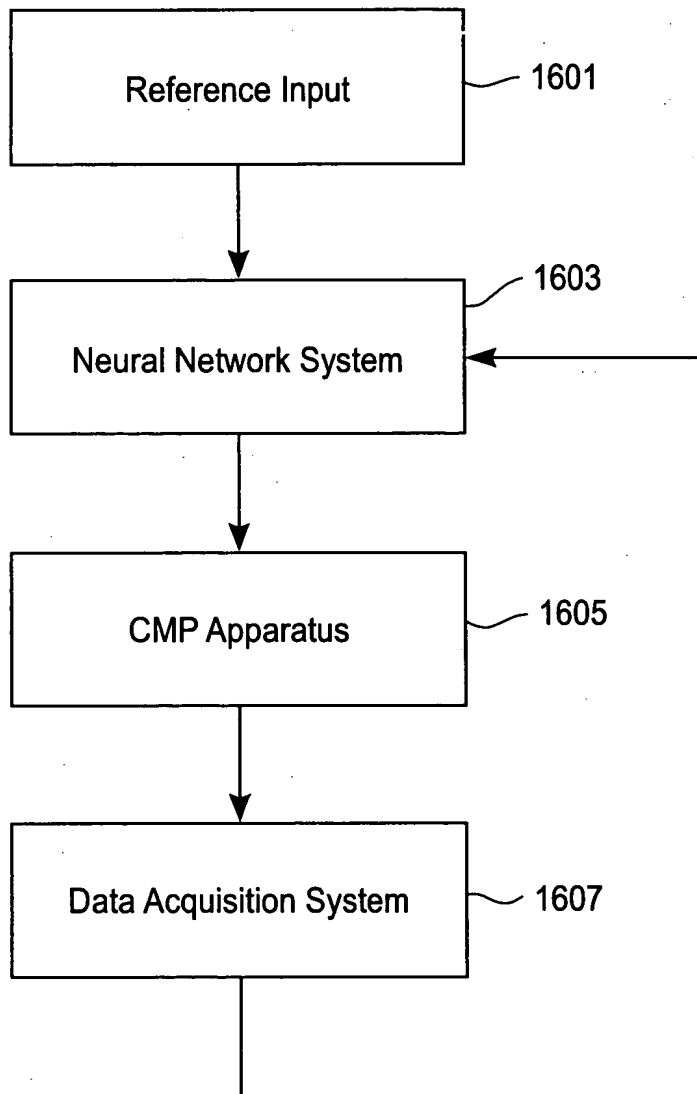 Reference Input
1601
1603
Neural Network System
CMP Apparatus
1605
Data Acquisition System
1607